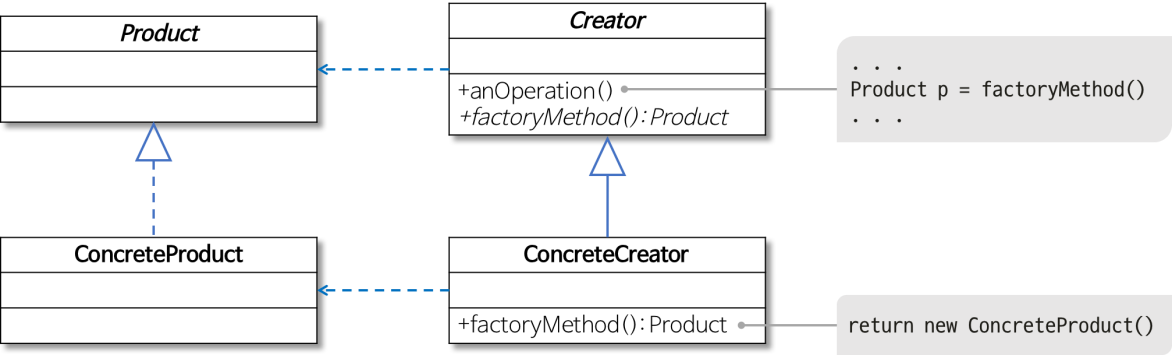 Product
Creator
+anOperation()
+factoryMethod():Product
. . .
Product p = factoryMethod()
. . .
ConcreteProduct
ConcreteCreator
+factoryMethod():Product
return new ConcreteProduct()